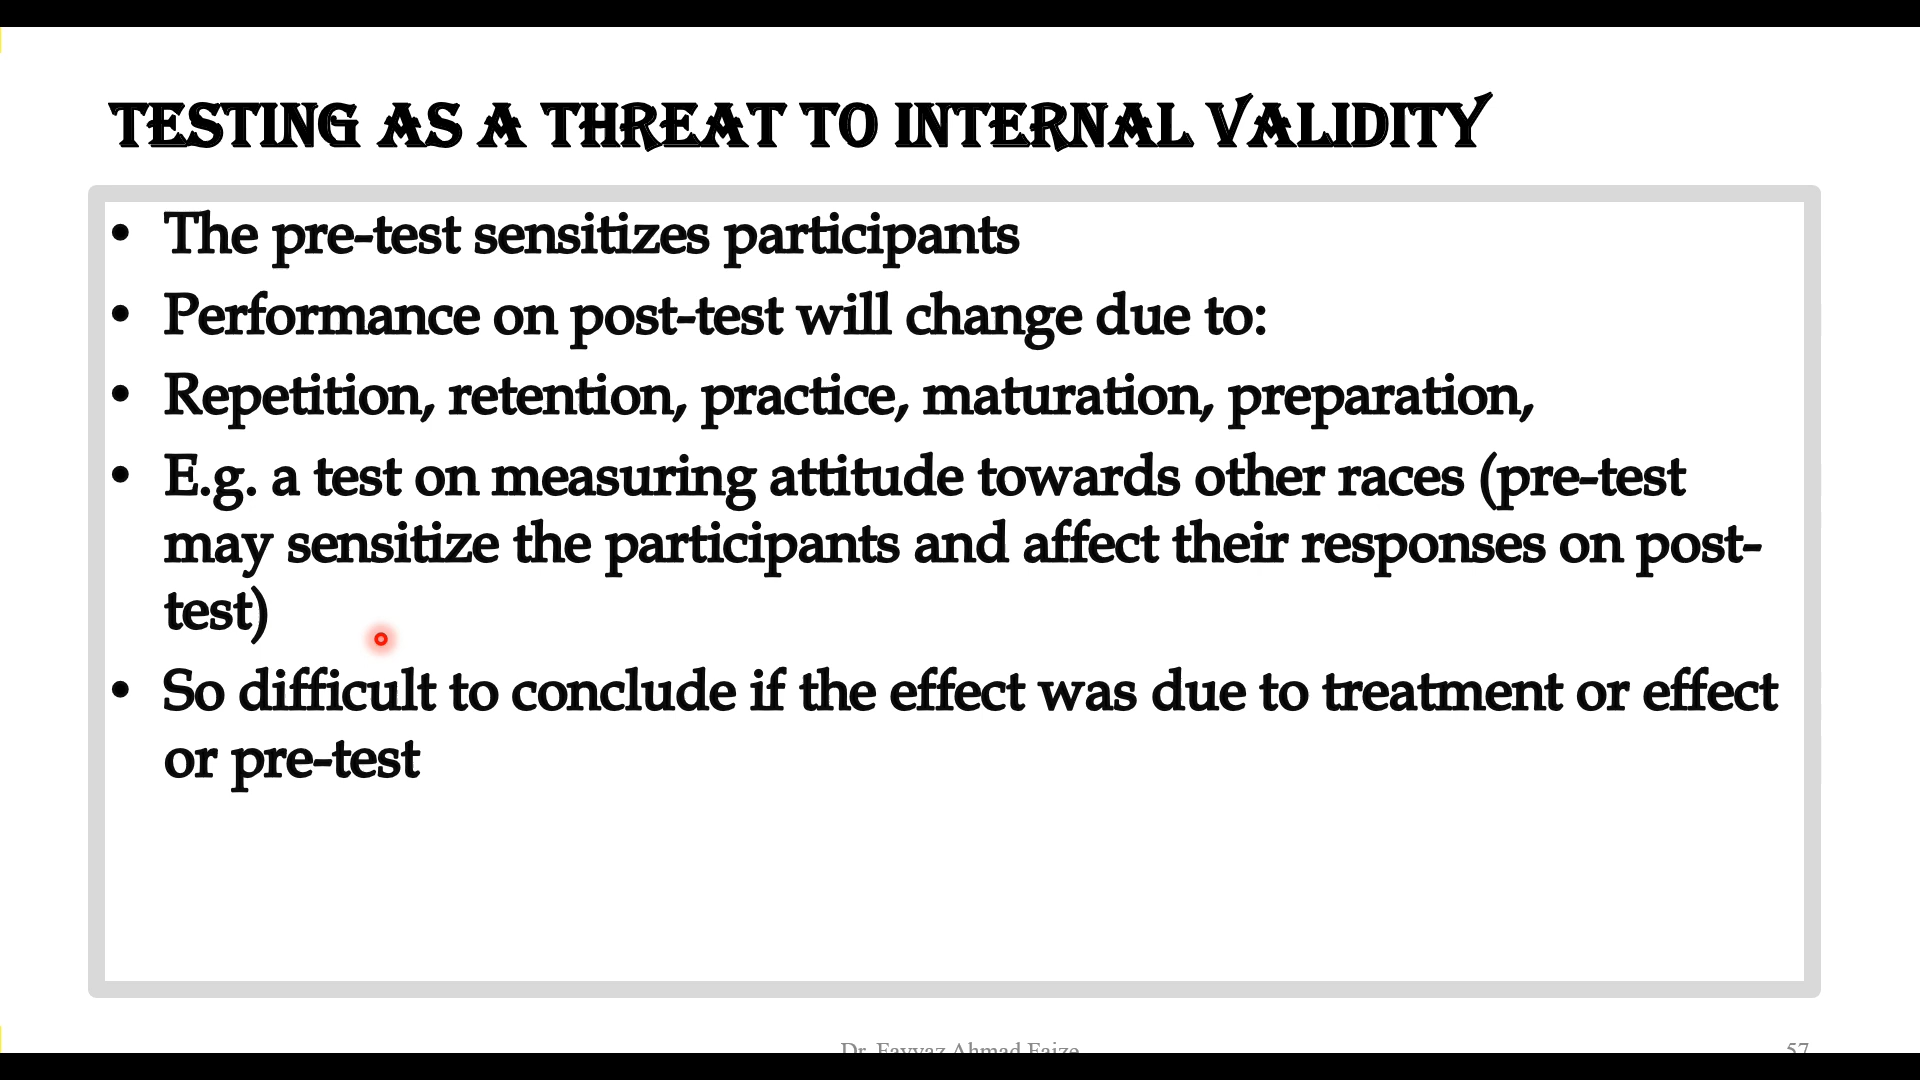 TESTING AS A THREAT TO INTERNAL VALIDITY
• The pre-test sensitizes participants
• Performance on post-test will change due to:
• Repetition, retention, practice, maturation, preparation,
• E.g. a test on measuring attitude towards other races (pre-test
may sensitize the participants and affect their responses on post-
test)
• So difficult to conclude if the effect was due to treatment or effect
or pre-test
Dr. Fayyaz Ahmad Faize
57